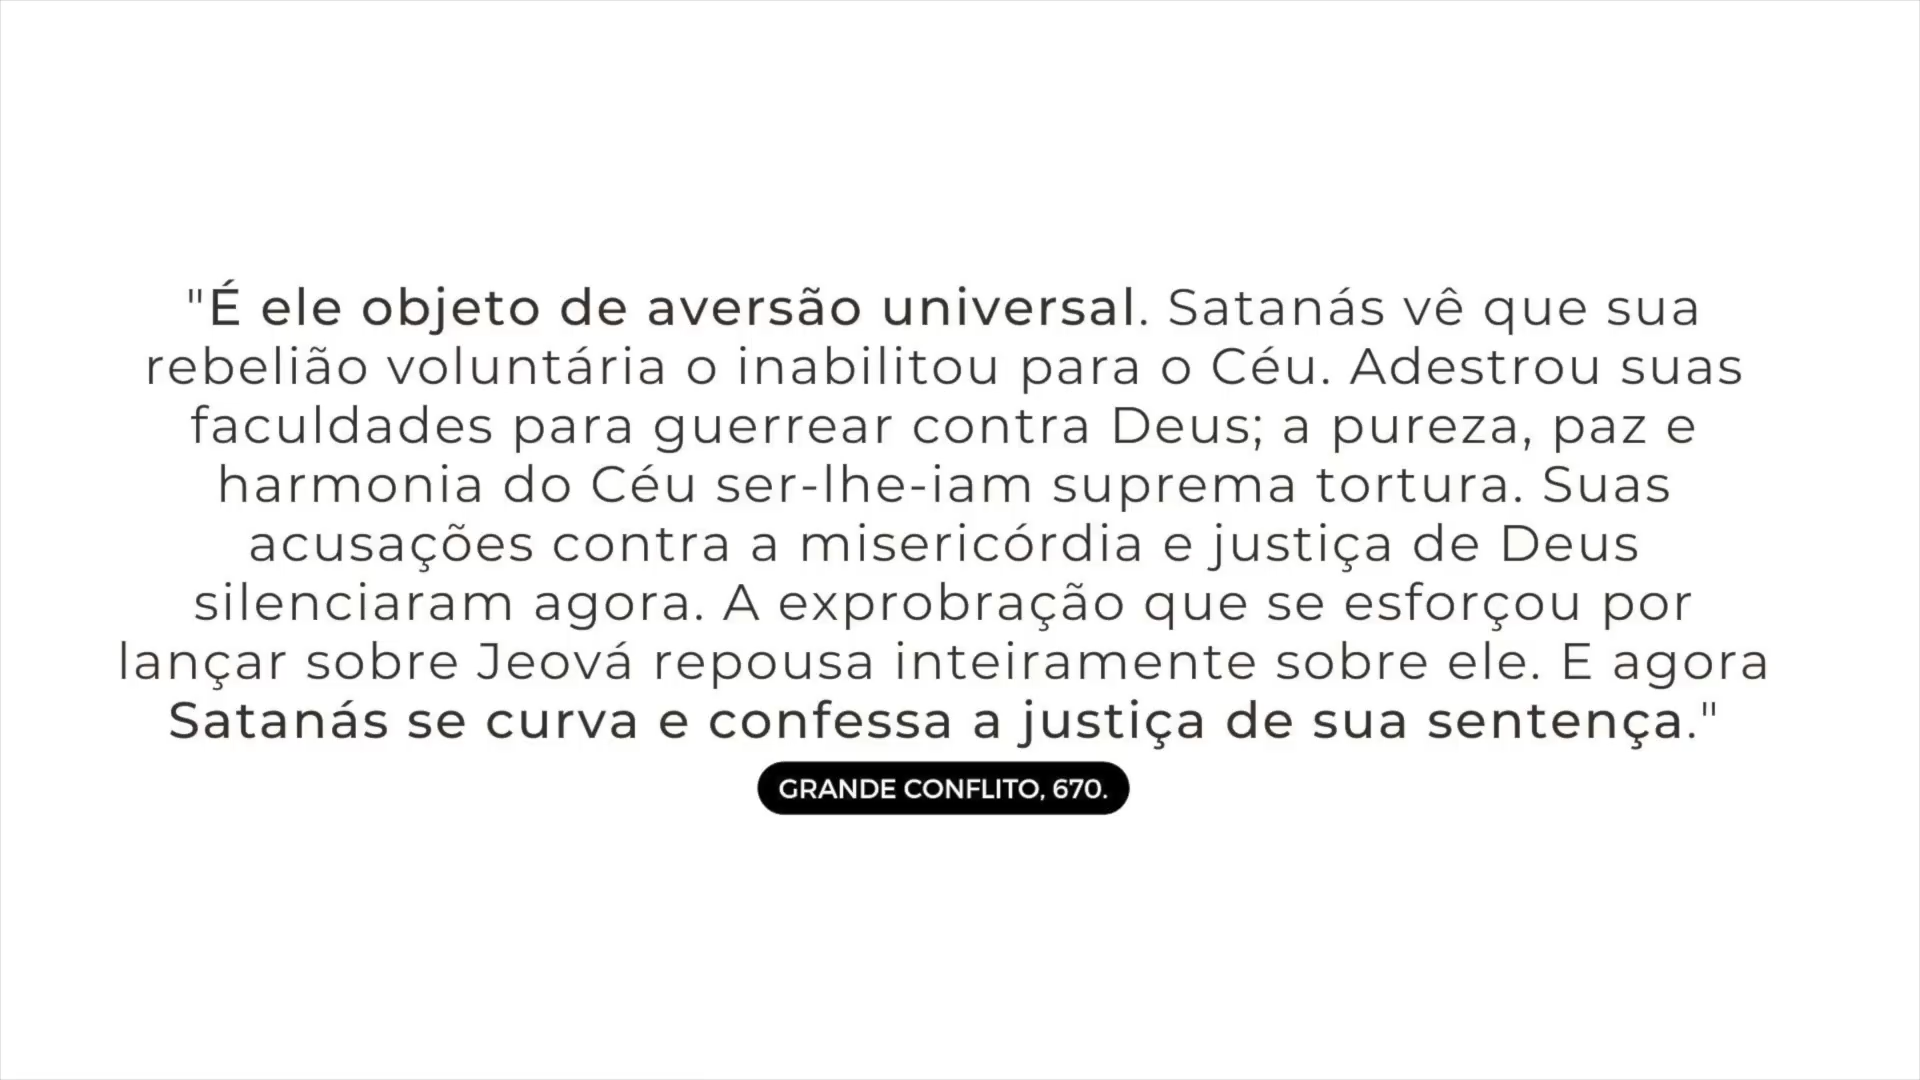 "É ele objeto de aversão universal. Satanás vê que sua
rebelião voluntária o inabilitou para o Céu. Adestrou suas
faculdades para guerrear contra Deus; a pureza, paz e
harmonia do Céu ser-lhe-iam suprema tortura. Suas
acusações contra a misericórdia e justiça de Deus
silenciaram agora. A exprobração que se esforçou por
lançar sobre Jeová repousa inteiramente sobre ele. E agora
Satanás se curva e confessa a justiça de sua sentença."
GRANDE CONFLITO, 670.